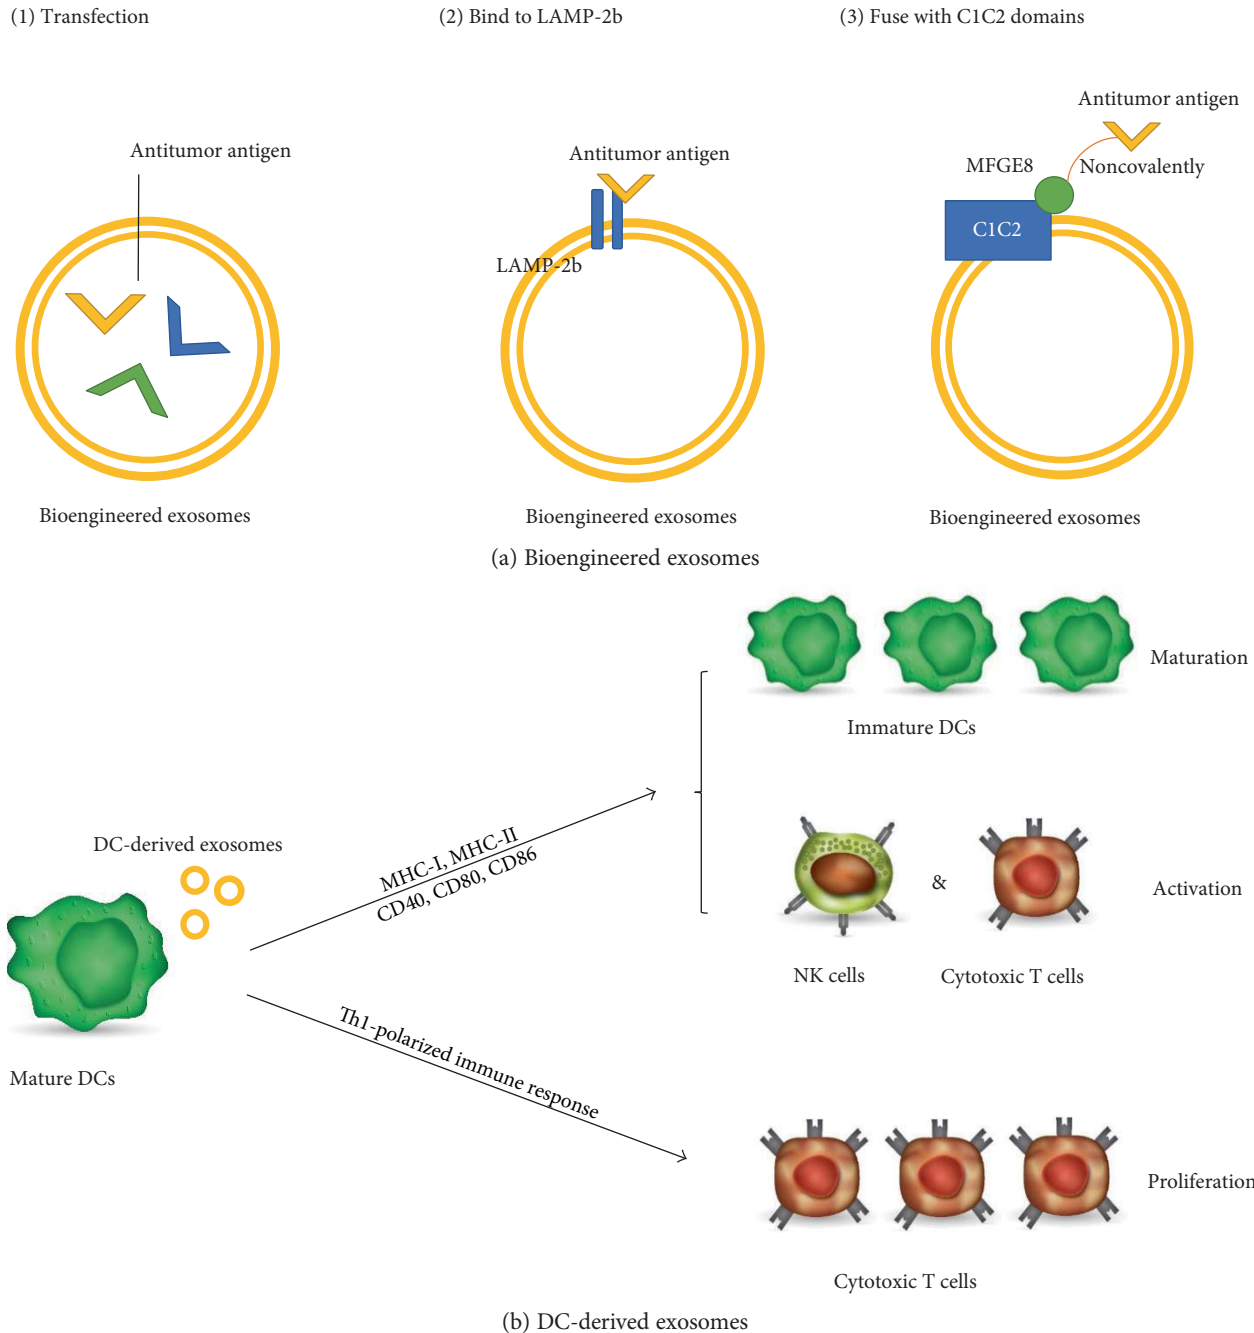 (1) Transfection
(2) Bind to LAMP-2b
(3) Fuse with C1C2 domains
Antitumor antigen
Antitumor antigen
LAMP-2b
Antitumor antigen
MFGE8
Noncovalently
C1C2
Bioengineered exosomes
Bioengineered exosomes
Bioengineered exosomes
(a) Bioengineered exosomes
Maturation
Immature DCs
DC-derived exosomes
MHC-I, MHC-II
CD40, CD80, CD86
&
Activation
NK cells
Cytotoxic T cells
Mature DCs
Th1-polarized immune response
Proliferation
Cytotoxic T cells
(b) DC-derived exosomes